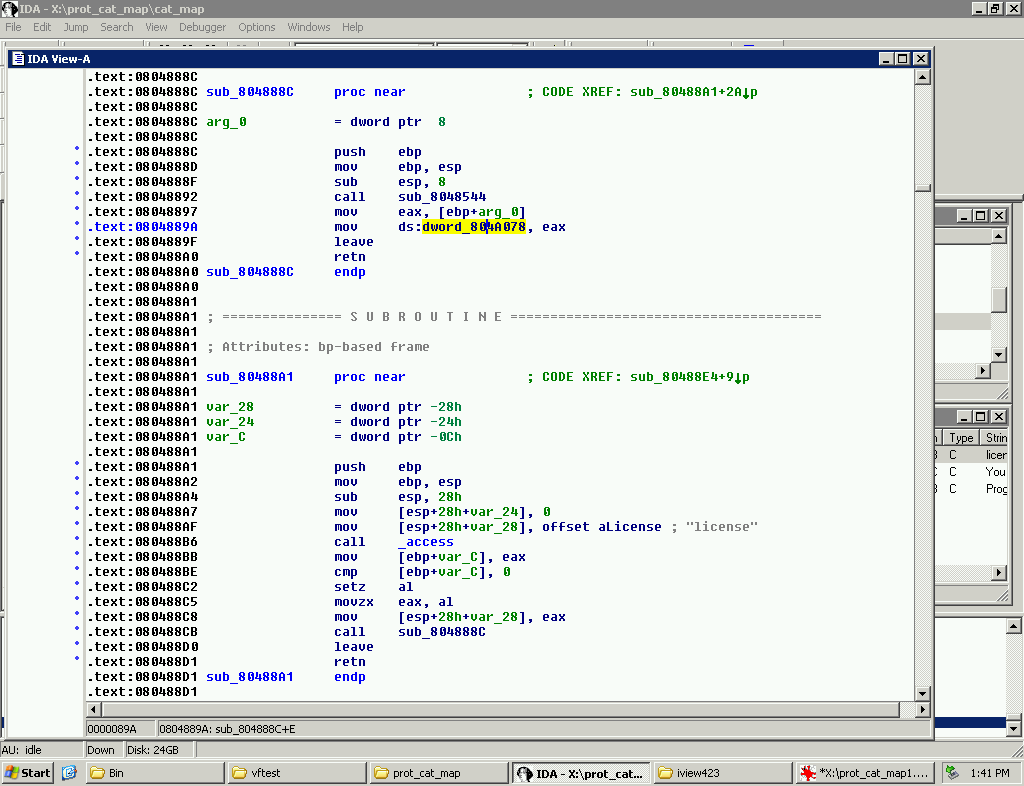 IDA - X:\prot_cat_map\cat_map
File Edit Jump Search View Debugger Options Windows Help
IDA View-A
.text:0804888C
.text:0804888C sub_804888C proc near ; CODE XREF: sub_80488A1+2A↓p
.text:0804888C
.text:0804888C arg_0 = dword ptr 8
.text:0804888C
.text:0804888C push ebp
.text:0804888D mov ebp, esp
.text:0804888F sub esp, 8
.text:08048892 call sub_8048544
.text:08048897 mov eax, [ebp+arg_0]
.text:0804889A mov ds:dword_804A078, eax
.text:0804889F leave
.text:080488A0 retn
.text:080488A0 sub_804888C endp
.text:080488A0
.text:080488A1
.text:080488A1 ; =============== S U B R O U T I N E =======================================
.text:080488A1
.text:080488A1 ; Attributes: bp-based frame
.text:080488A1
.text:080488A1 sub_80488A1 proc near ; CODE XREF: sub_80488E4+9↓p
.text:080488A1
.text:080488A1 var_28 = dword ptr -28h
.text:080488A1 var_24 = dword ptr -24h
.text:080488A1 var_C = dword ptr -0Ch
.text:080488A1
.text:080488A1 push ebp
.text:080488A2 mov ebp, esp
.text:080488A4 sub esp, 28h
.text:080488A7 mov [esp+28h+var_24], 0
.text:080488AF mov [esp+28h+var_28], offset aLicense ; "license"
.text:080488B6 call _access
.text:080488BB mov [ebp+var_C], eax
.text:080488BE cmp [ebp+var_C], 0
.text:080488C2 setz al
.text:080488C5 movzx eax, al
.text:080488C8 mov [esp+28h+var_28], eax
.text:080488CB call sub_804888C
.text:080488D0 leave
.text:080488D1 retn
.text:080488D1 sub_80488A1 endp
.text:080488D1
Type Strin
C licen
C You
C Prog
0000089A 0804889A: sub_804888C+E
AU: idle Down Disk: 24GB
Start Bin vftest prot_cat_map IDA - X:\prot_cat... iview423 *X:\prot_cat_map1.... 1:41 PM